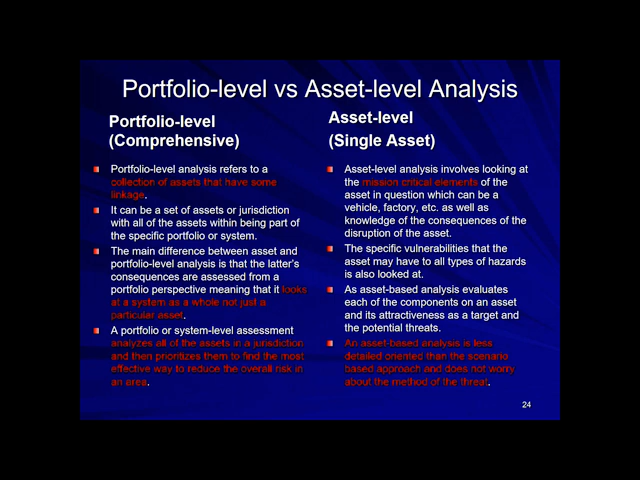 Portfolio-level vs Asset-level Analysis
Portfolio-level
(Comprehensive)
Portfolio-level analysis refers to a
collection of assets that have some
linkage.
It can be a set of assets or jurisdiction
with all of the assets within being part of
the specific portfolio or system.
The main difference between asset and
portfolio-level analysis is that the latter's
consequences are assessed from a
portfolio perspective meaning that it looks
at a system as a whole not just a
particular asset.
A portfolio or system-level assessment
analyzes all of the assets in a jurisdiction
and then prioritizes them to find the most
effective way to reduce the overall risk in
an area.
Asset-level
(Single Asset)
Asset-level analysis involves looking at
the mission critical elements of the
asset in question which can be a
vehicle, factory, etc. as well as
knowledge of the consequences of the
disruption of the asset.
The specific vulnerabilities that the
asset may have to all types of hazards
is also looked at.
As asset-based analysis evaluates
each of the components on an asset
and its attractiveness as a target and
the potential threats.
An asset-based analysis is less
detailed oriented than the scenario
based approach and does not worry
about the method of the threat.
24